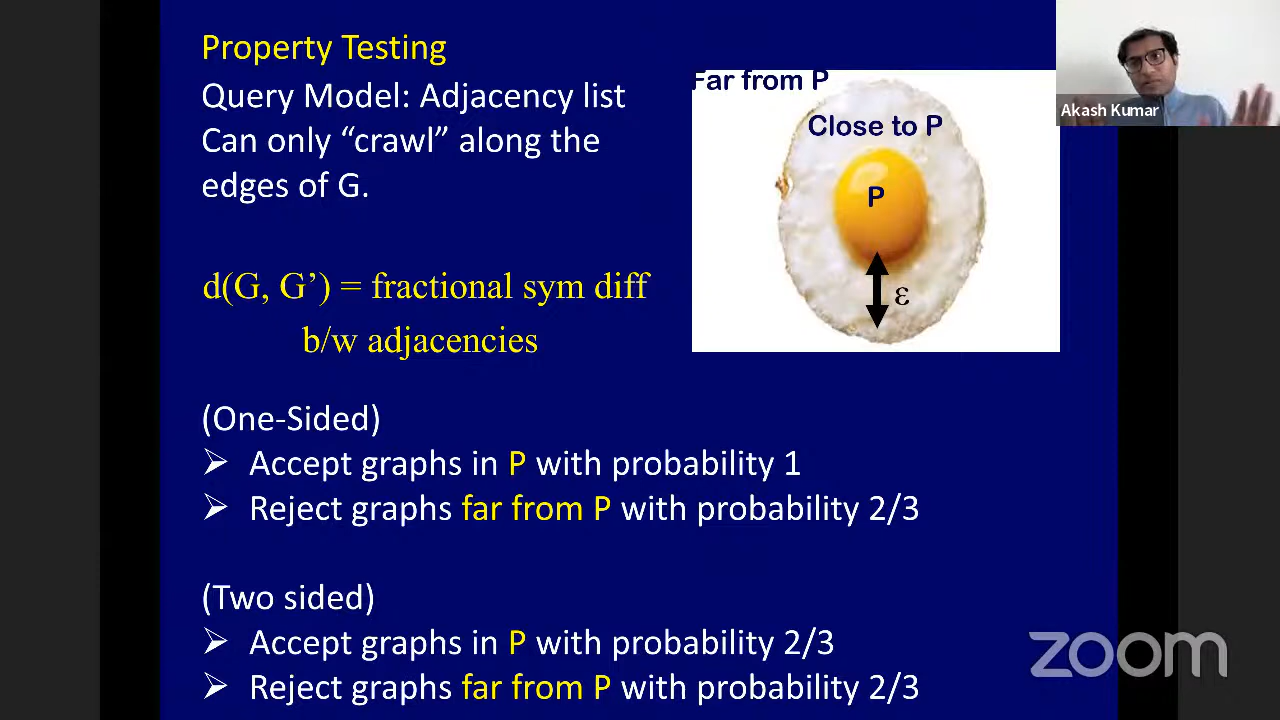 Property Testing
Query Model: Adjacency list
Can only “crawl” along the
edges of G.
d(G, G’) = fractional sym diff
b/w adjacencies
Far from P
Close to P
P
ε
Akash Kumar
(One-Sided)
➢ Accept graphs in P with probability 1
➢ Reject graphs far from P with probability 2/3
(Two sided)
➢ Accept graphs in P with probability 2/3
➢ Reject graphs far from P with probability 2/3
zoom